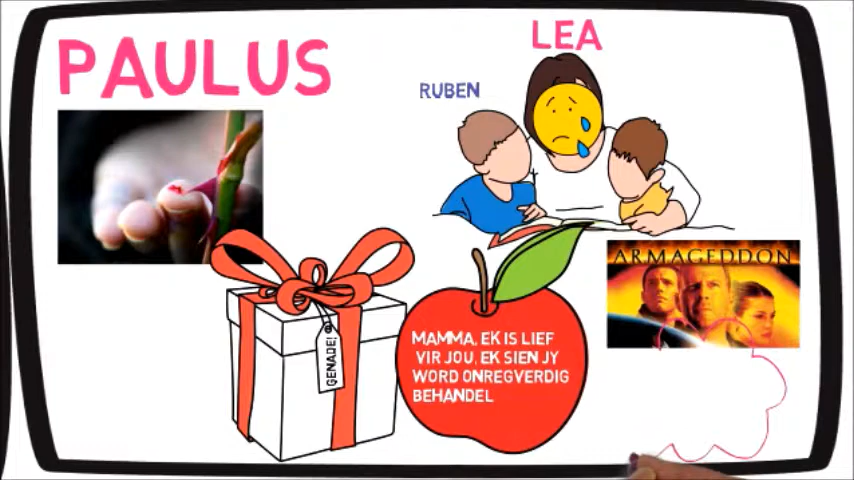 PAULUS
LEA
RUBEN
ARMAGEDDON
GENADE!
MAMMA, EK IS LIEF
VIR JOU. EK SIEN JY
WORD ONREGVERDIG
BEHANDEL